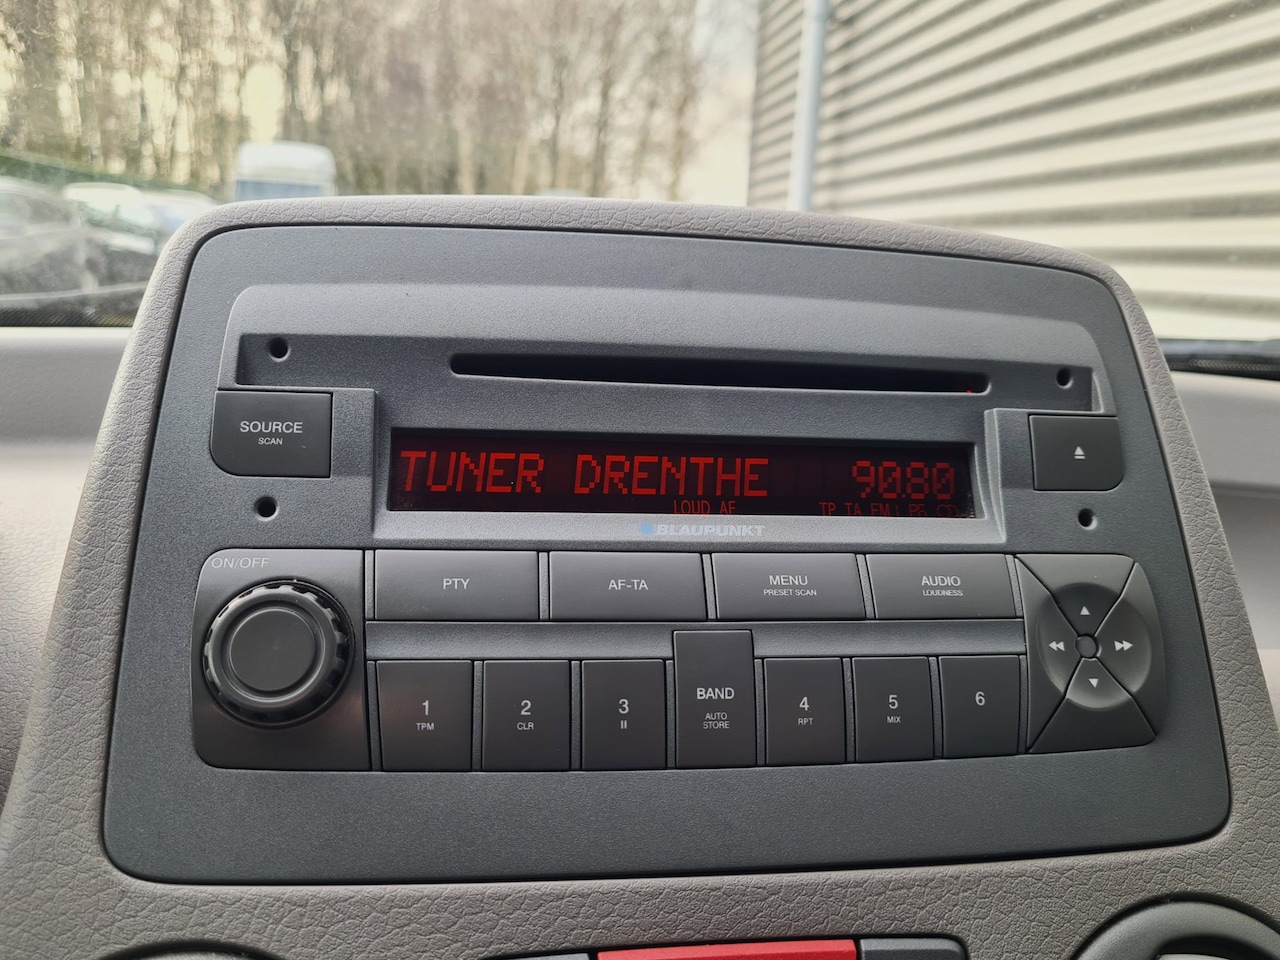 SOURCE
SCAN
TUNER DRENTHE 90.80
LOUD AF TP TA FM
BLAUPUNKT
ON/OFF
PTY
AF-TA
MENU
PRESET SCAN
AUDIO
LOUDNESS
1
TPM
2
CLR
3
BAND
AUTO
STORE
4
RPT
5
MIX
6